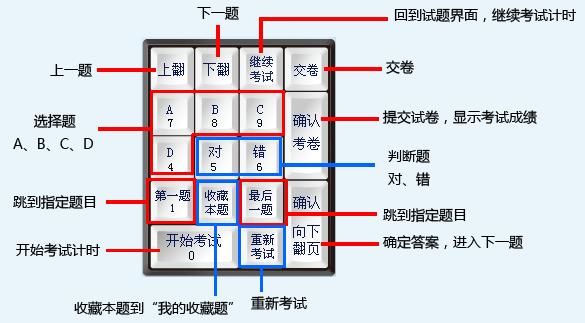 下一题
回到试题界面，继续考试计时
上一题
上翻
下翻
继续
考试
交卷
交卷
选择题
A、B、C、D
A
7
B
8
C
9
确认
考卷
提交试卷，显示考试成绩
D
4
对
5
错
6
判断题
对、错
跳到指定题目
第一题
1
收藏
本题
最后
一题
确认
向下
翻页
跳到指定题目
开始考试计时
开始考试
0
重新
考试
确定答案，进入下一题
收藏本题到“我的收藏题”
重新考试